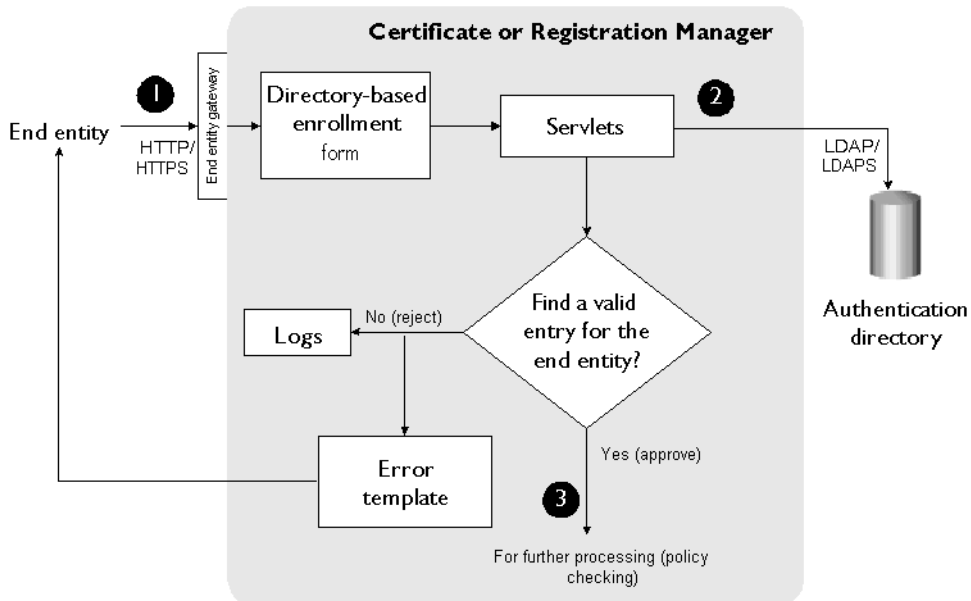 Certificate or Registration Manager
1
End entity
HTTP/
HTTPS
End entity gateway
Directory-based
enrollment
form
Servlets
2
LDAP/
LDAPS
Authentication
directory
Find a valid
entry for the
end entity?
No (reject)
Logs
Error
template
Yes (approve)
3
For further processing (policy
checking)